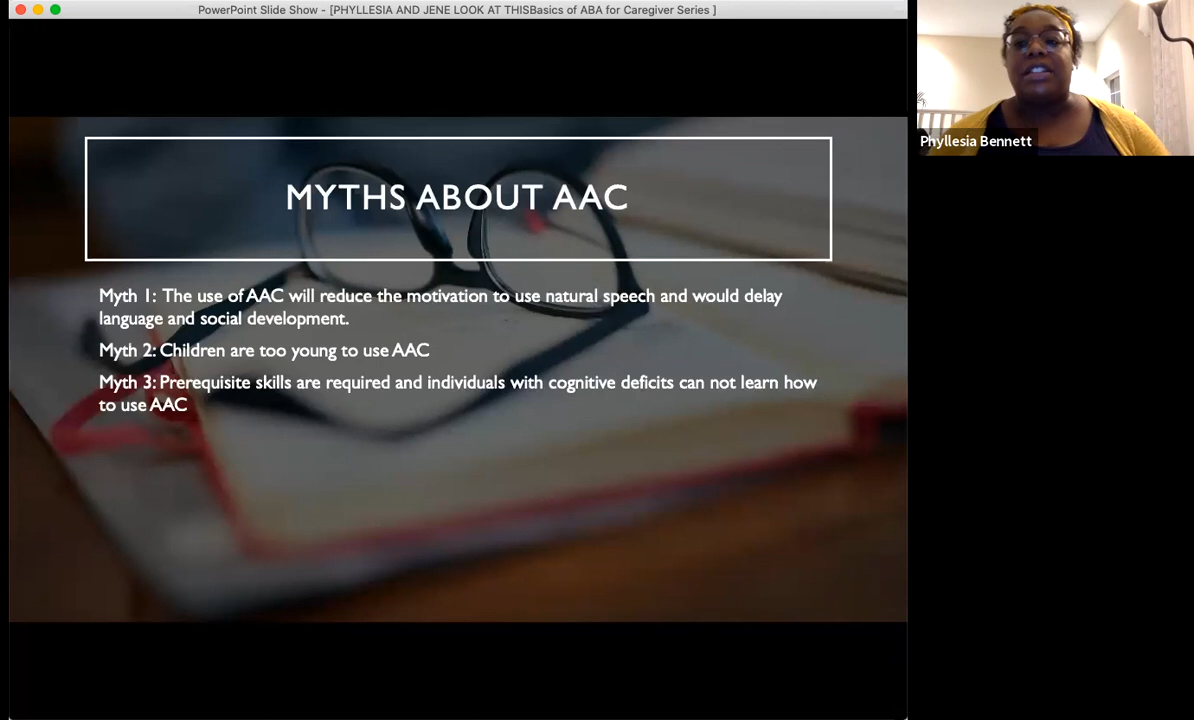 PowerPoint Slide Show - [PHYLLESIA AND JENE LOOK AT THISBasics of ABA for Caregiver Series ]
MYTHS ABOUT AAC
Myth 1: The use of AAC will reduce the motivation to use natural speech and would delay
language and social development.
Myth 2: Children are too young to use AAC
Myth 3: Prerequisite skills are required and individuals with cognitive deficits can not learn how
to use AAC
Phyllesia Bennett